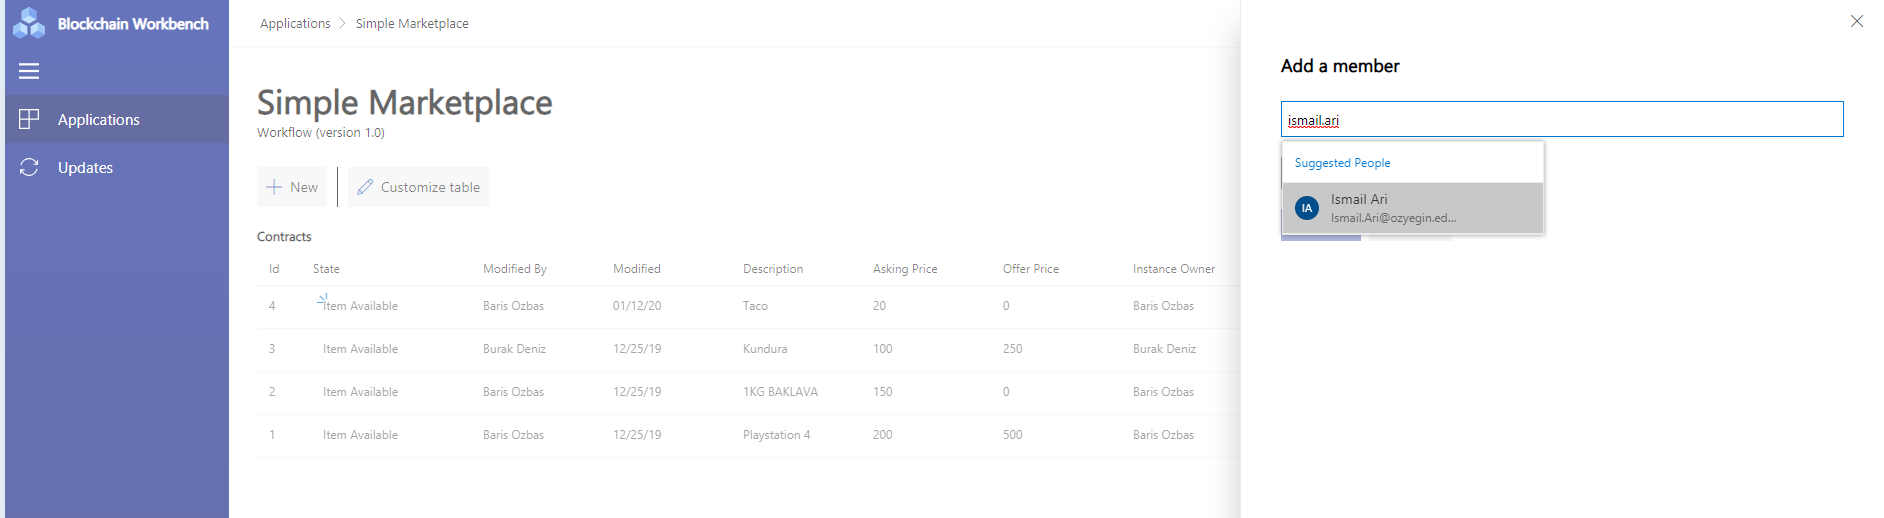 Blockchain Workbench
Applications
Updates
Applications > Simple Marketplace
Simple Marketplace
Workflow (version 1.0)
New
Customize table
Contracts
Id State Modified By Modified Description Asking Price Offer Price Instance Owner
4 Item Available Baris Ozbas 01/12/20 Taco 20 0 Baris Ozbas
3 Item Available Burak Deniz 12/25/19 Kundura 100 250 Burak Deniz
2 Item Available Baris Ozbas 12/25/19 1KG BAKLAVA 150 0 Baris Ozbas
1 Item Available Baris Ozbas 12/25/19 Playstation 4 200 500 Baris Ozbas
Add a member
ismail.ari
Suggested People
IA
Ismail Ari
Ismail.Ari@ozyegin.ed...